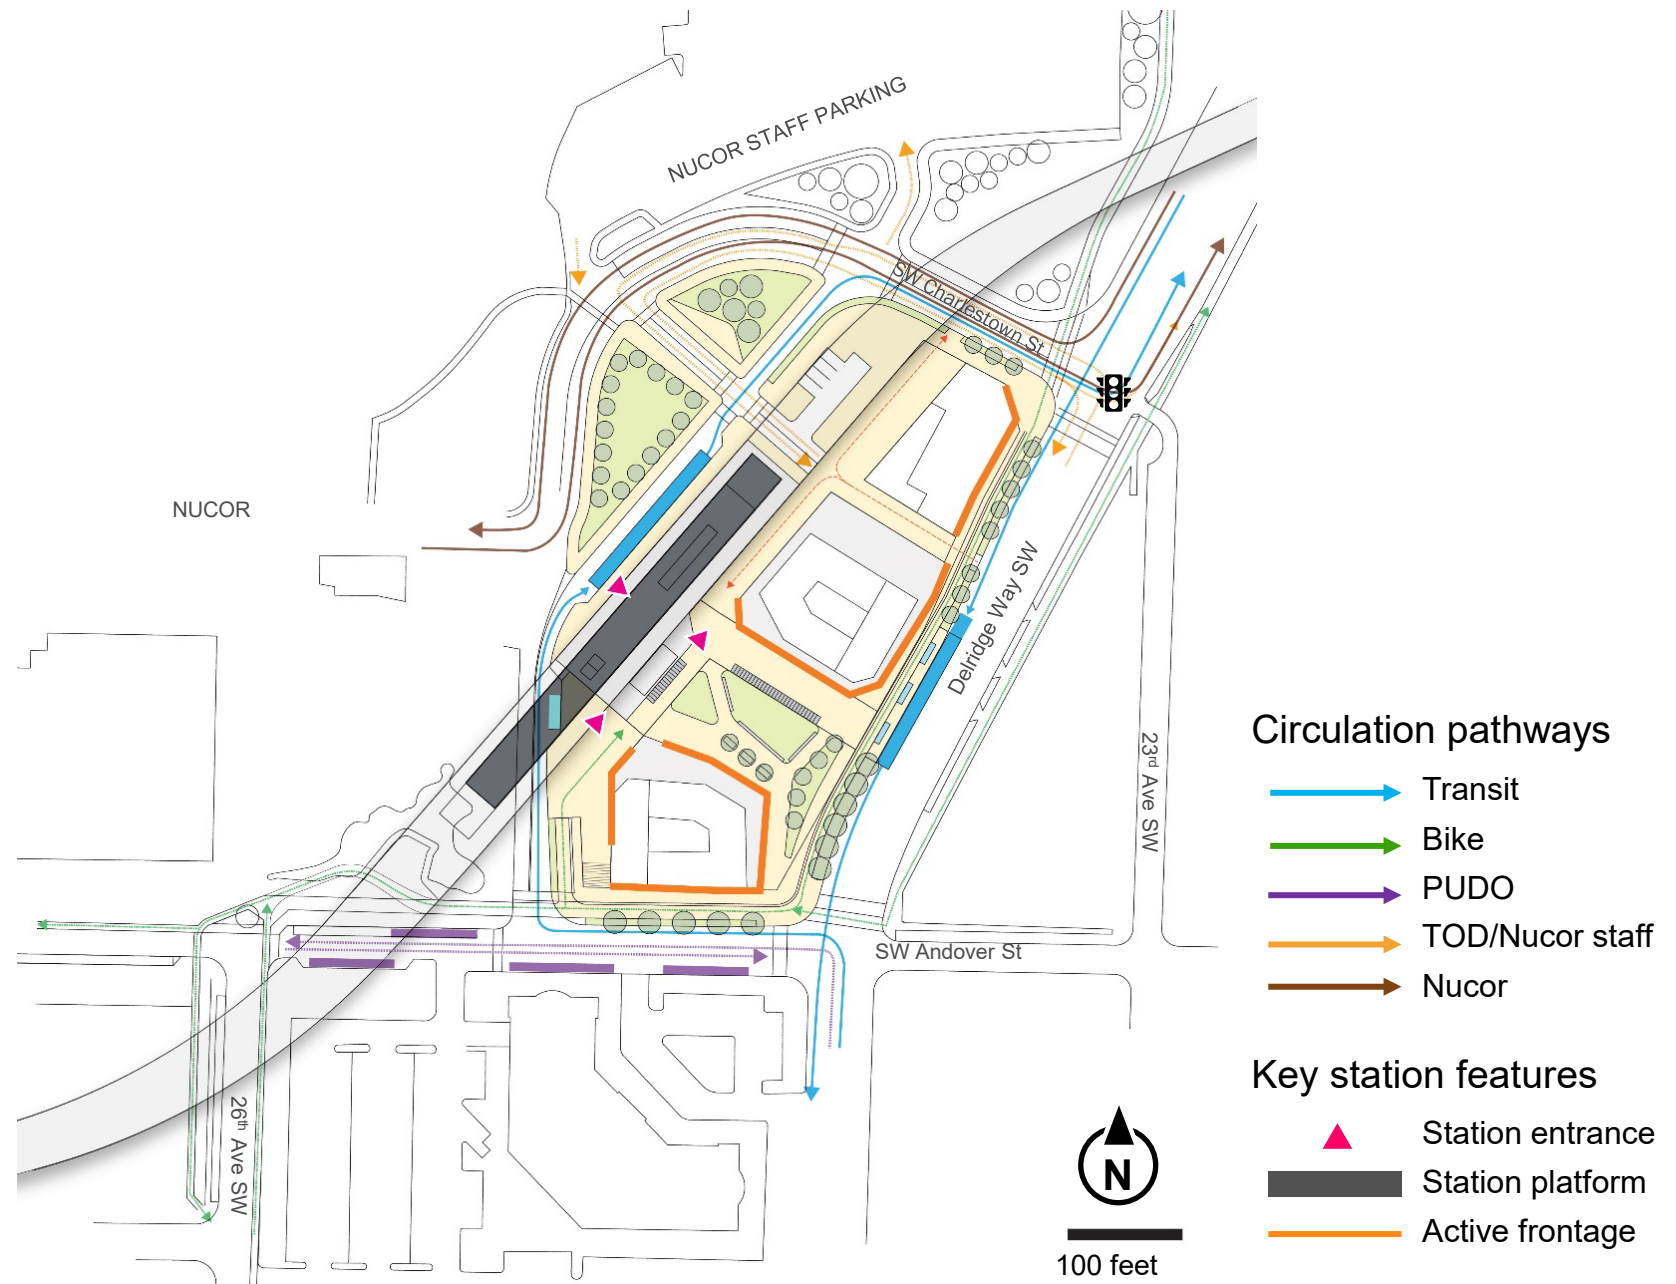 NUCOR STAFF PARKING
SW Charlestown St
NUCOR
Delridge Way SW
23rd Ave SW
SW Andover St
26th Ave SW
Circulation pathways
Transit
Bike
PUDO
TOD/Nucor staff
Nucor
Key station features
Station entrance
Station platform
Active frontage
N
100 feet